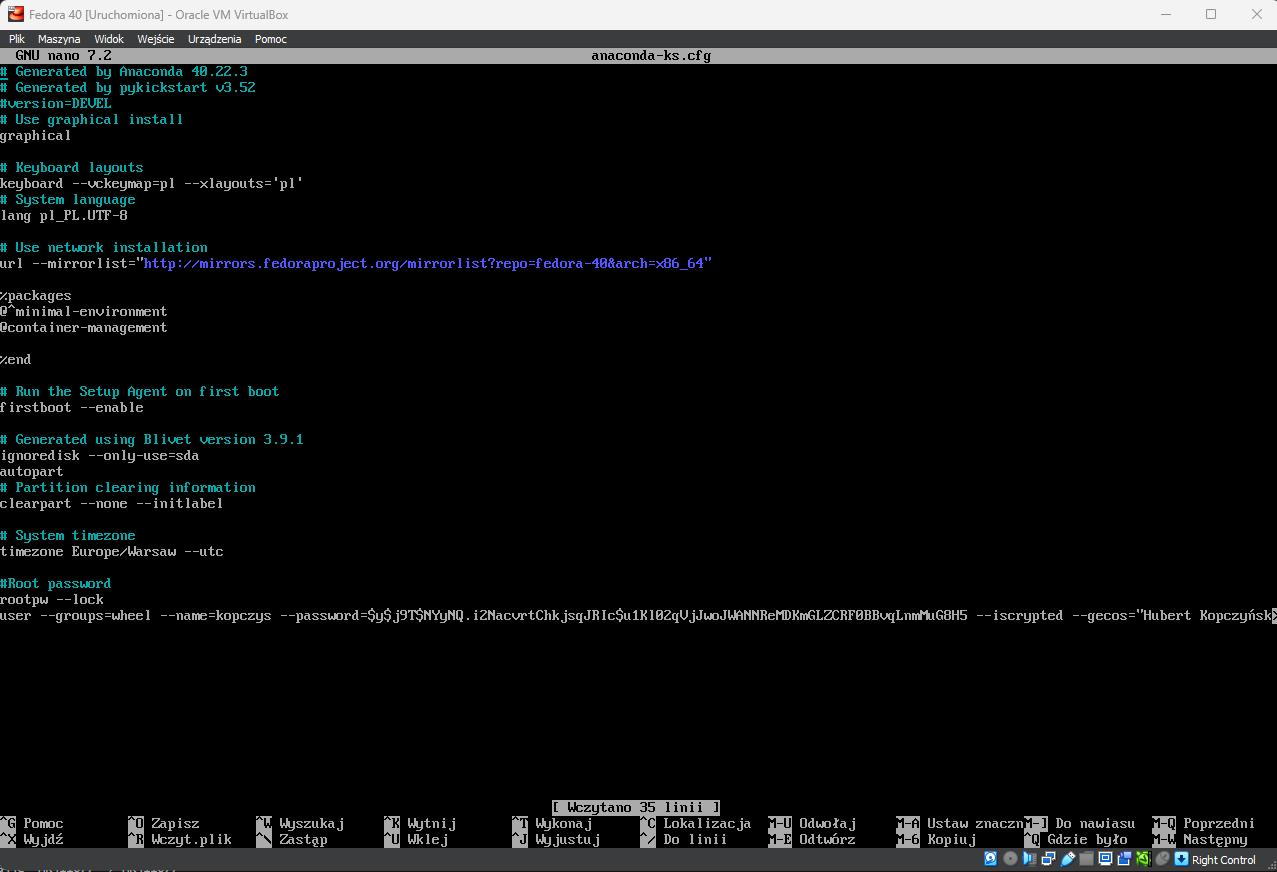 Fedora 40 [Uruchomiona] - Oracle VM VirtualBox
Plik Maszyna Widok Wejście Urządzenia Pomoc
GNU nano 7.2 anaconda-ks.cfg
# Generated by Anaconda 40.22.3
# Generated by pykickstart v3.52
#version=DEVEL
# Use graphical install
graphical
# Keyboard layouts
keyboard --vckeymap=pl --xlayouts='pl'
# System language
lang pl_PL.UTF-8
# Use network installation
url --mirrorlist="http://mirrors.fedoraproject.org/mirrorlist?repo=fedora-40&arch=x86_64"
%packages
@^minimal-environment
@container-management
%end
# Run the Setup Agent on first boot
firstboot --enable
# Generated using Blivet version 3.9.1
ignoredisk --only-use=sda
autopart
# Partition clearing information
clearpart --none --initlabel
# System timezone
timezone Europe/Warsaw --utc
#Root password
rootpw --lock
user --groups=wheel --name=kopczys --password=$y$j9T$NYyNQ.iZNacvrtChkjsqJRIc$u1Kl02qVjJwoJWANNReMDKmGLZCRF0BBvqLnmMuG8H5 --iscrypted --gecos="Hubert Kopczyńsk>
[ Wczytano 35 linii ]
^G Pomoc ^O Zapisz ^W Wyszukaj ^K Wytnij ^T Wykonaj ^C Lokalizacja M-U Odwołaj M-A Ustaw znaczn M-] Do nawiasu M-Q Poprzedni
^X Wyjdź ^R Wczyt.plik ^\ Zastąp ^U Wklej ^J Wyjustuj ^/ Do linii M-E Odtwórz M-6 Kopiuj ^Q Gdzie było M-W Następny
Right Control